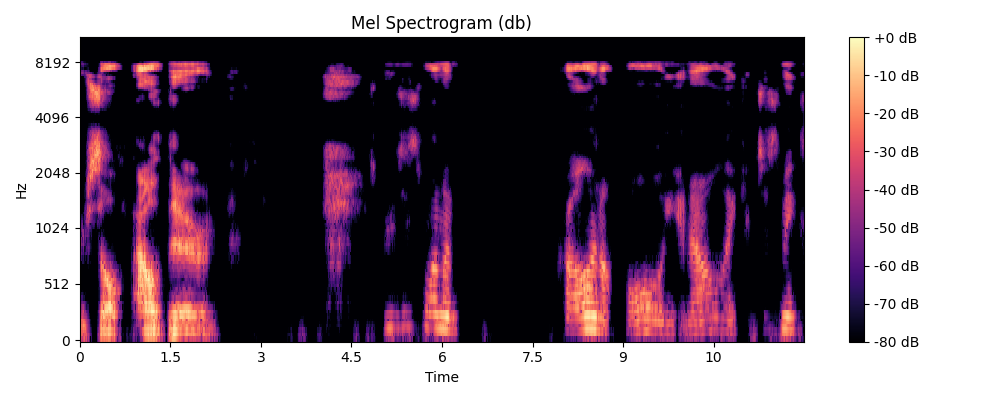 Mel Spectrogram (db)
Hz
8192
4096
2048
1024
512
0
0 1.5 3 4.5 6 7.5 9 10
Time
+0 dB
-10 dB
-20 dB
-30 dB
-40 dB
-50 dB
-60 dB
-70 dB
-80 dB